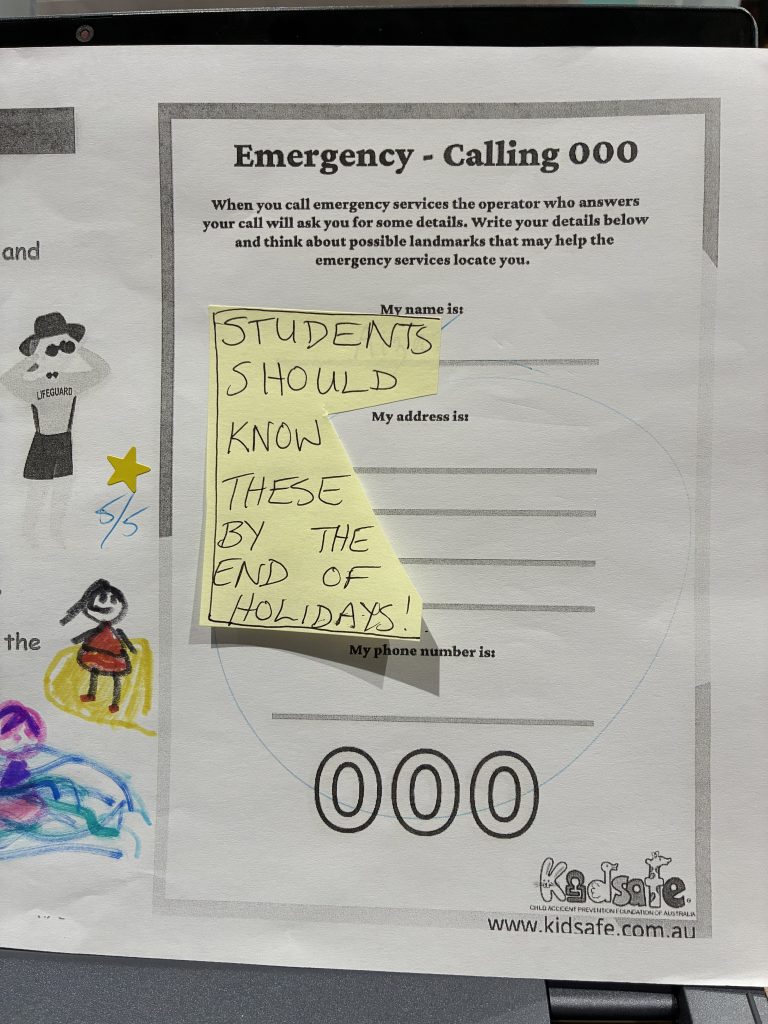 and
LIFEGUARD
5/5
the
Emergency - Calling 000
When you call emergency services the operator who answers
your call will ask you for some details. Write your details below
and think about possible landmarks that may help the
emergency services locate you.
My name is:
STUDENTS
SHOULD
KNOW
THESE
BY THE
END OF
HOLIDAYS!
My address is:
My phone number is:
000
Kidsafe
CHILD ACCIDENT PREVENTION FOUNDATION OF AUSTRALIA
www.kidsafe.com.au